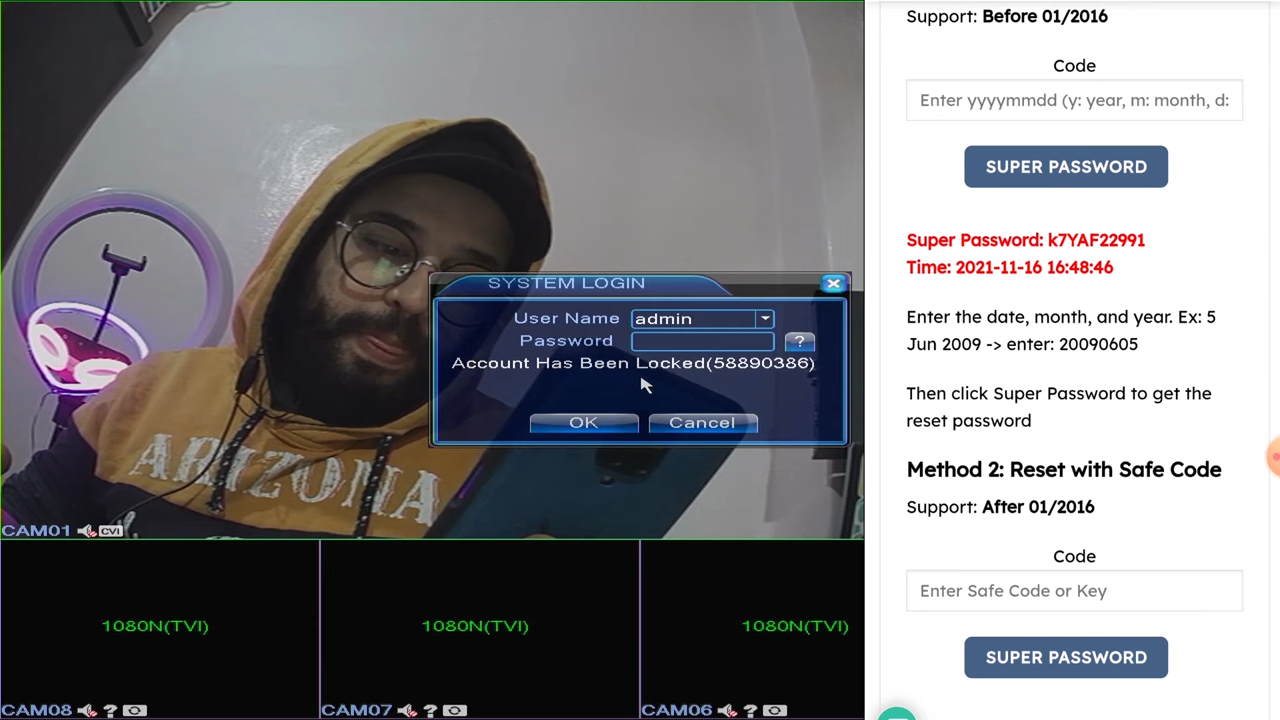 SYSTEM LOGIN
User Name admin
Password ?
Account Has Been Locked(58890386)
OK Cancel
ARIZONA
CAM01 CVI
1080N(TVI) 1080N(TVI) 1080N(TVI)
CAM08 ? CAM07 ? CAM06 ?
Support: Before 01/2016
Code
Enter yyyymmdd (y: year, m: month, d:
SUPER PASSWORD
Super Password: k7YAF22991
Time: 2021-11-16 16:48:46
Enter the date, month, and year. Ex: 5
Jun 2009 -> enter: 20090605
Then click Super Password to get the
reset password
Method 2: Reset with Safe Code
Support: After 01/2016
Code
Enter Safe Code or Key
SUPER PASSWORD